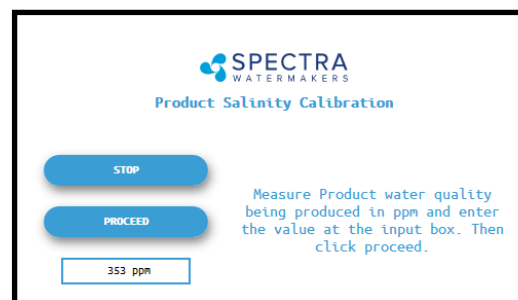 SPECTRA
WATERMAKERS
Product Salinity Calibration
STOP
PROCEED
353 ppm
Measure Product water quality
being produced in ppm and enter
the value at the input box. Then
click proceed.